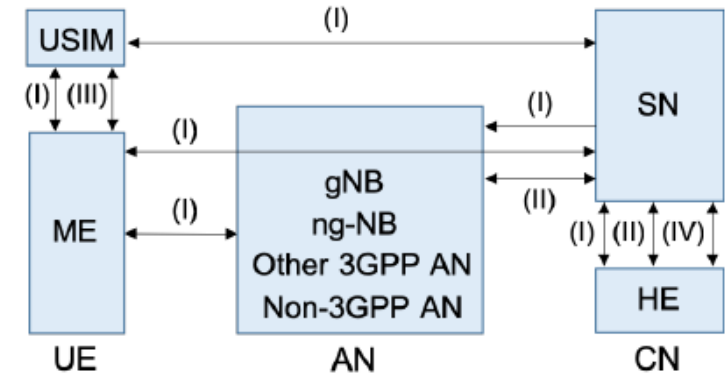 (I)
USIM
(I) (III)
SN
(I)
(I)
gNB
(II)
ng-NB
(I)
ME
Other 3GPP AN
Non-3GPP AN
(I) (II) (IV)
HE
UE
AN
CN